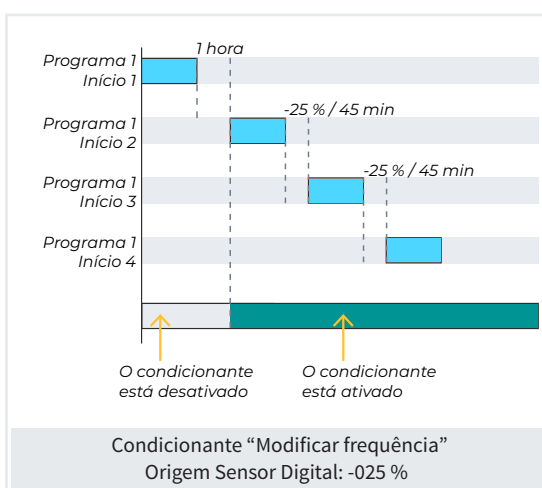 Programa 1
Início 1
1 hora
Programa 1
Início 2
-25 % / 45 min
Programa 1
Início 3
-25 % / 45 min
Programa 1
Início 4
O condicionante
está desativado
O condicionante
está ativado
Condicionante “Modificar frequência”
Origem Sensor Digital: -025 %